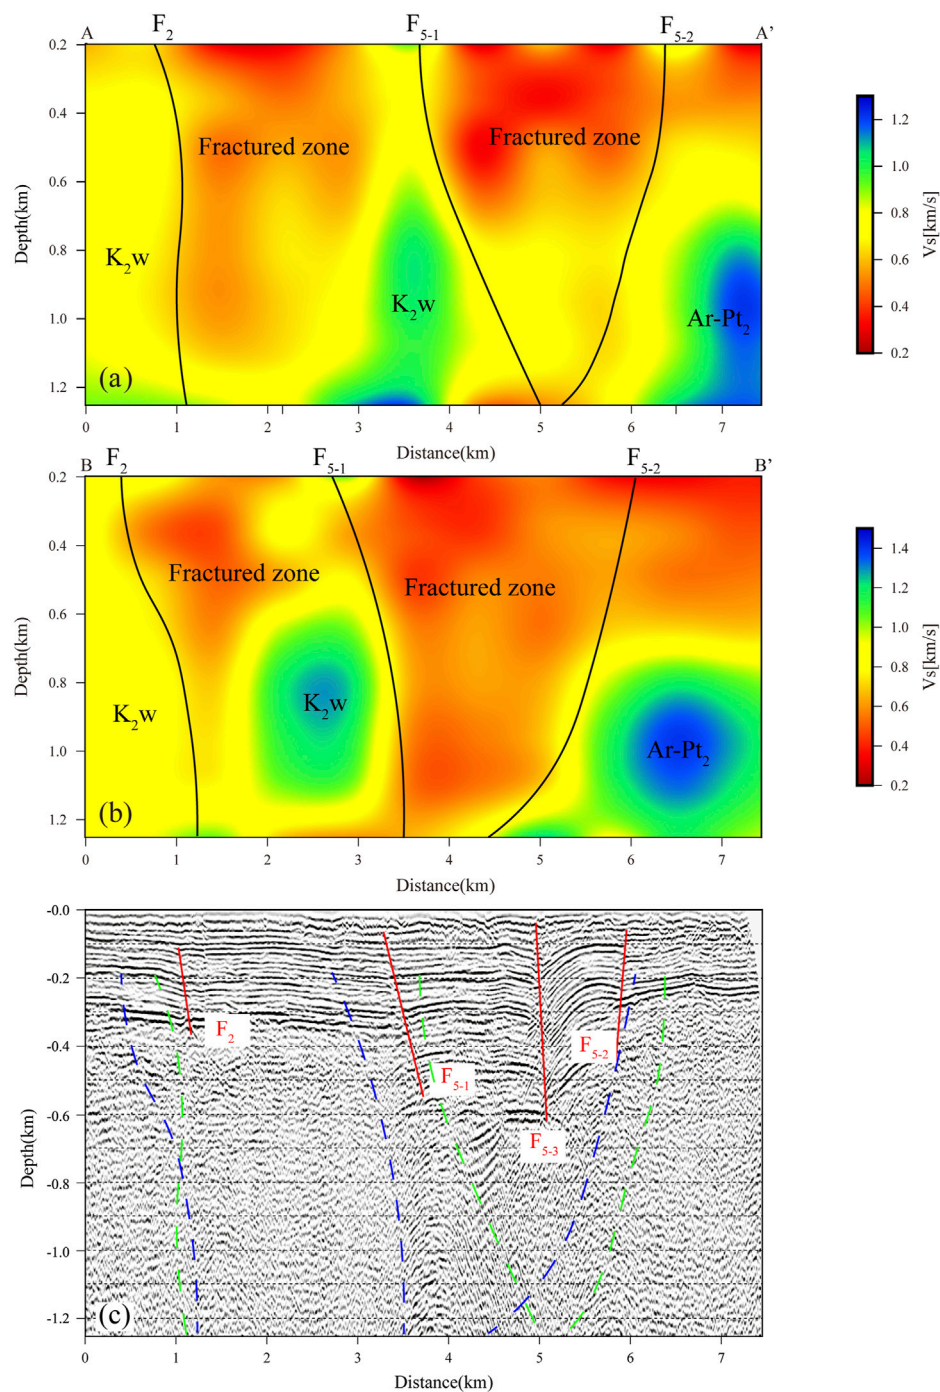 A F₂ F₅₋₁ F₅₋₂ A’
0.2
0.4
0.6
0.8
1.0
1.2
Depth(km)
Fractured zone
Fractured zone
K₂w
K₂w
Ar-Pt₂
(a)
0 1 2 3 4 5 6 7
Distance(km)
1.2
1.0
0.8
0.6
0.4
0.2
Vs[km/s]
B F₂ F₅₋₁ F₅₋₂ B’
0.2
0.4
0.6
0.8
1.0
1.2
Depth(km)
Fractured zone
Fractured zone
K₂w
K₂w
Ar-Pt₂
(b)
0 1 2 3 4 5 6 7
Distance(km)
1.4
1.2
1.0
0.8
0.6
0.4
0.2
Vs[km/s]
-0.0
-0.2
-0.4
-0.6
-0.8
-1.0
-1.2
Depth(km)
F₂
F₅₋₁
F₅₋₂
F₅₋₃
(c)
0 1 2 3 4 5 6 7
Distance(km)